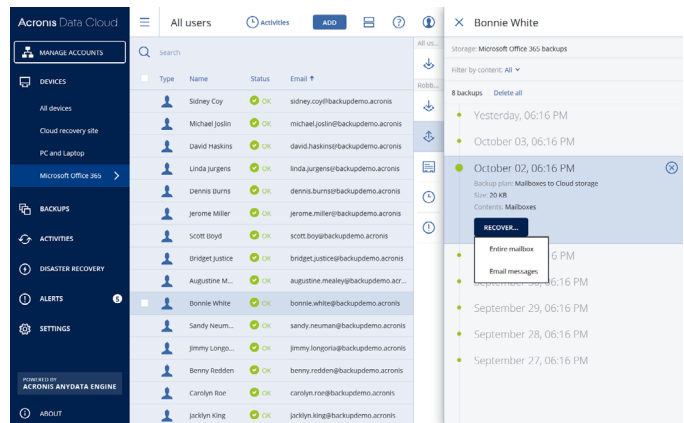 Acronis Data Cloud
MANAGE ACCOUNTS
DEVICES
All devices
Cloud recovery site
PC and Laptop
Microsoft Office 365
BACKUPS
ACTIVITIES
DISASTER RECOVERY
ALERTS 5
SETTINGS
POWERED BY
ACRONIS ANYDATA ENGINE
ABOUT
All users Activities ADD
Search
Type Name Status Email
Sidney Coy OK sidney.coy@backupdemo.acronis
Michael Joslin OK michael.joslin@backupdemo.acronis
David Haskins OK david.haskins@backupdemo.acronis
Linda Jurgens OK linda.jurgens@backupdemo.acronis
Dennis Burns OK dennis.burns@backupdemo.acronis
Jerome Miller OK jerome.miller@backupdemo.acronis
Scott Boyd OK scott.boyd@backupdemo.acronis
Bridget Justice OK bridget.justice@backupdemo.acronis
Augustine M... OK augustine.mealey@backupdemo.acr...
Bonnie White OK bonnie.white@backupdemo.acronis
Sandy Neum... OK sandy.neuman@backupdemo.acronis
Jimmy Longo... OK jimmy.longoria@backupdemo.acronis
Benny Redden OK benny.redden@backupdemo.acronis
Carolyn Roe OK carolyn.roe@backupdemo.acronis
Jacklyn King OK jacklyn.king@backupdemo.acronis
All us...
Robb...
Bonnie White
Storage: Microsoft Office 365 backups
Filter by content: All
8 backups Delete all
Yesterday, 06:16 PM
October 03, 06:16 PM
October 02, 06:16 PM
Backup plan: Mailboxes to Cloud storage
Size: 20 KB
Contents: Mailboxes
RECOVER...
Entire mailbox
6 PM
Email messages
September 30, 06:16 PM
September 29, 06:16 PM
September 28, 06:16 PM
September 27, 06:16 PM